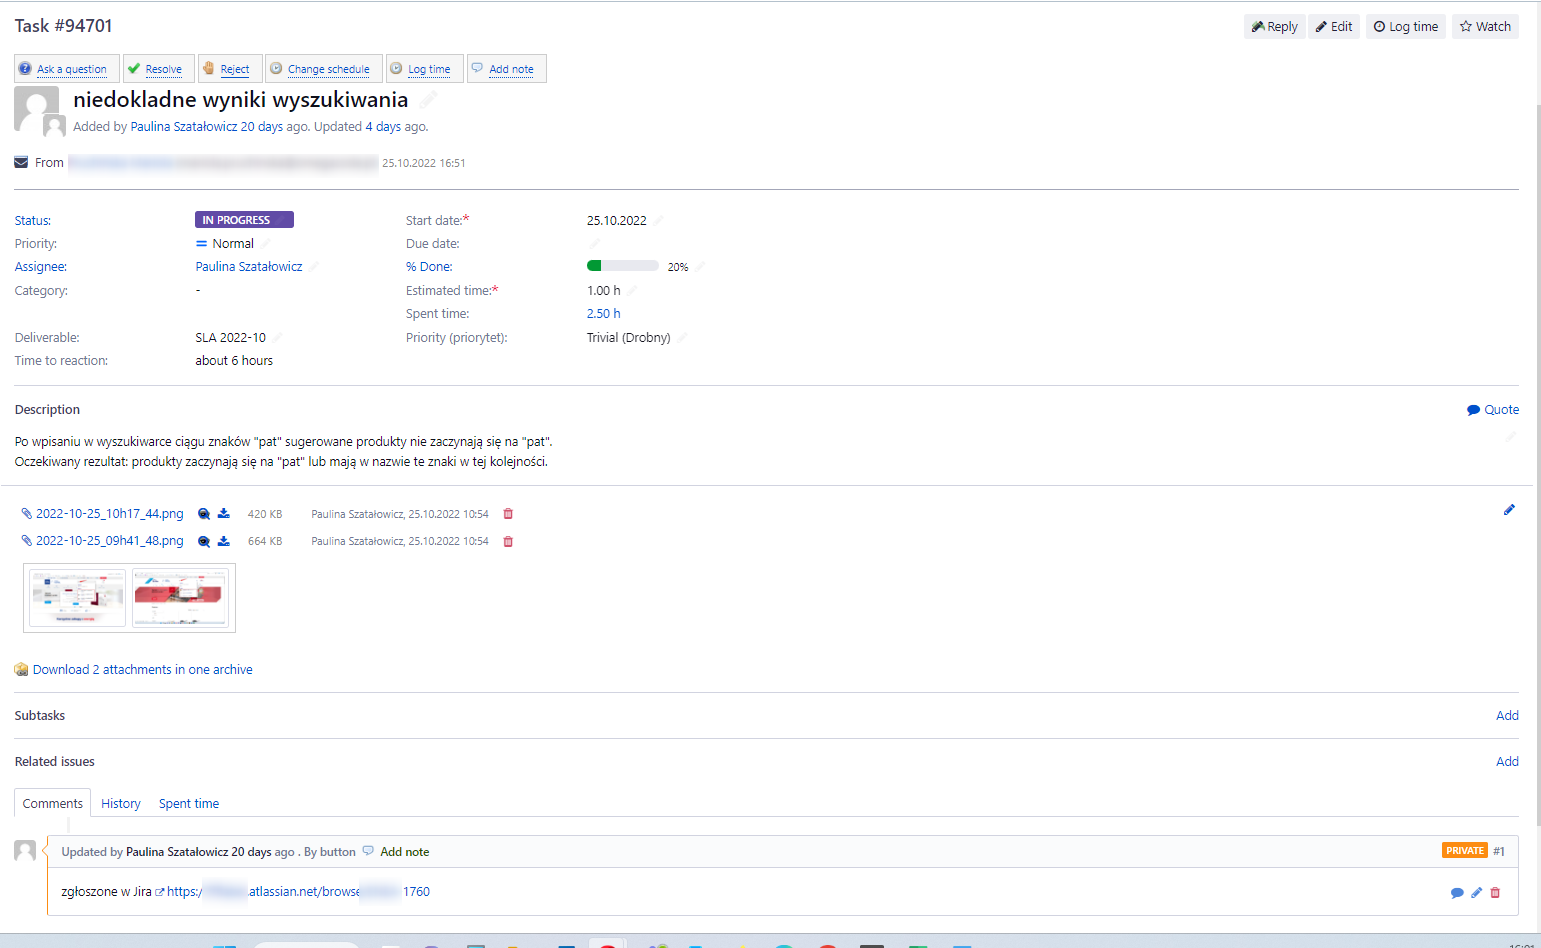 Task #94701
Reply Edit Log time Watch
Ask a question Resolve Reject Change schedule Log time Add note
niedokladne wyniki wyszukiwania
Added by Paulina Szatałowicz 20 days ago. Updated 4 days ago.
From 25.10.2022 16:51
Status: IN PROGRESS Start date:* 25.10.2022
Priority: Normal Due date:
Assignee: Paulina Szatałowicz % Done: 20%
Category: - Estimated time:* 1.00 h
Spent time: 2.50 h
Deliverable: SLA 2022-10 Priority (priorytet): Trivial (Drobny)
Time to reaction: about 6 hours
Description Quote
Po wpisaniu w wyszukiwarce ciągu znaków "pat" sugerowane produkty nie zaczynają się na "pat".
Oczekiwany rezultat: produkty zaczynają się na "pat" lub mają w nazwie te znaki w tej kolejności.
2022-10-25_10h17_44.png 420 KB Paulina Szatałowicz, 25.10.2022 10:54
2022-10-25_09h41_48.png 664 KB Paulina Szatałowicz, 25.10.2022 10:54
Download 2 attachments in one archive
Subtasks Add
Related issues Add
Comments History Spent time
Updated by Paulina Szatałowicz 20 days ago . By button Add note PRIVATE #1
zgłoszone w Jira https:/ .atlassian.net/browse 1760